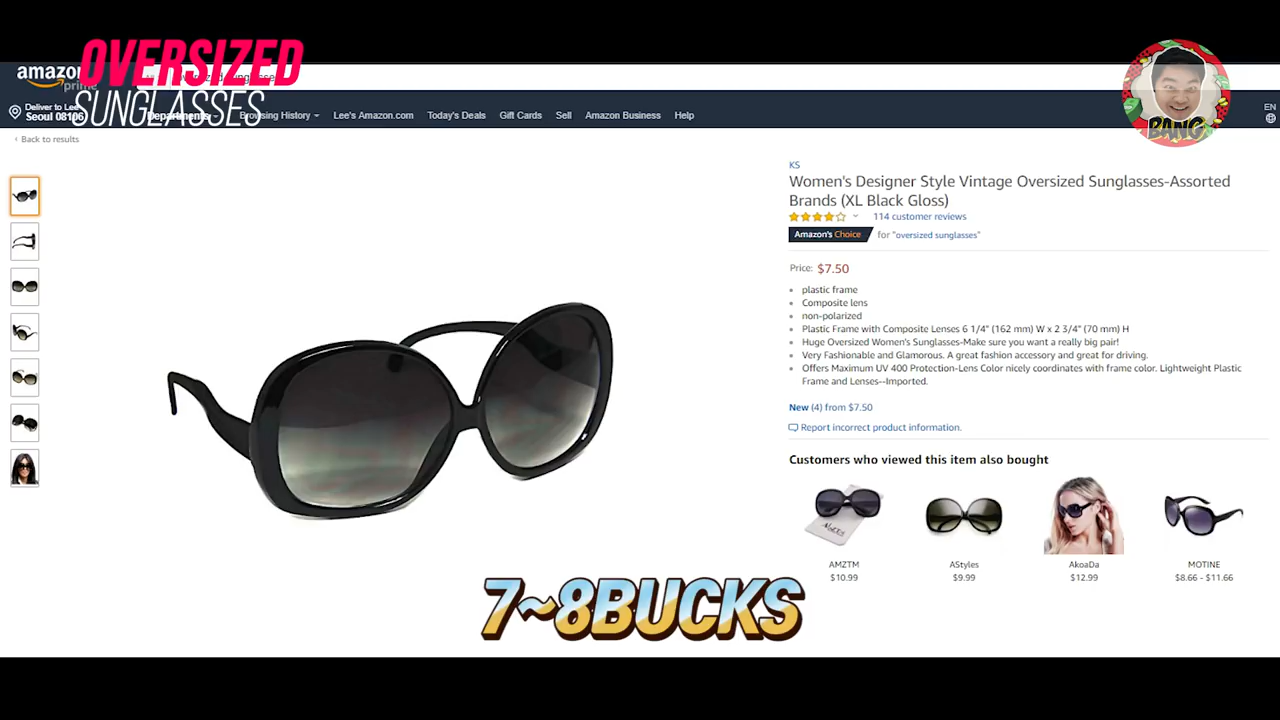 OVERSIZED
SUNGLASSES
amazon
prime
Deliver to Lee
Seoul 08106
Departments
Browsing History
Lee's Amazon.com
Today's Deals
Gift Cards
Sell
Amazon Business
Help
EN
BANG
‹ Back to results
KS
Women's Designer Style Vintage Oversized Sunglasses-Assorted
Brands (XL Black Gloss)
114 customer reviews
Amazon's Choice for "oversized sunglasses"
Price: $7.50
plastic frame
Composite lens
non-polarized
Plastic Frame with Composite Lenses 6 1/4" (162 mm) W x 2 3/4" (70 mm) H
Huge Oversized Women's Sunglasses-Make sure you want a really big pair!
Very Fashionable and Glamorous. A great fashion accessory and great for driving.
Offers Maximum UV 400 Protection-Lens Color nicely coordinates with frame color. Lightweight Plastic
Frame and Lenses--Imported.
New (4) from $7.50
Report incorrect product information.
Customers who viewed this item also bought
AMZTM
$10.99
AStyles
$9.99
AkoaDa
$12.99
MOTINE
$8.66 - $11.66
7~8BUCKS